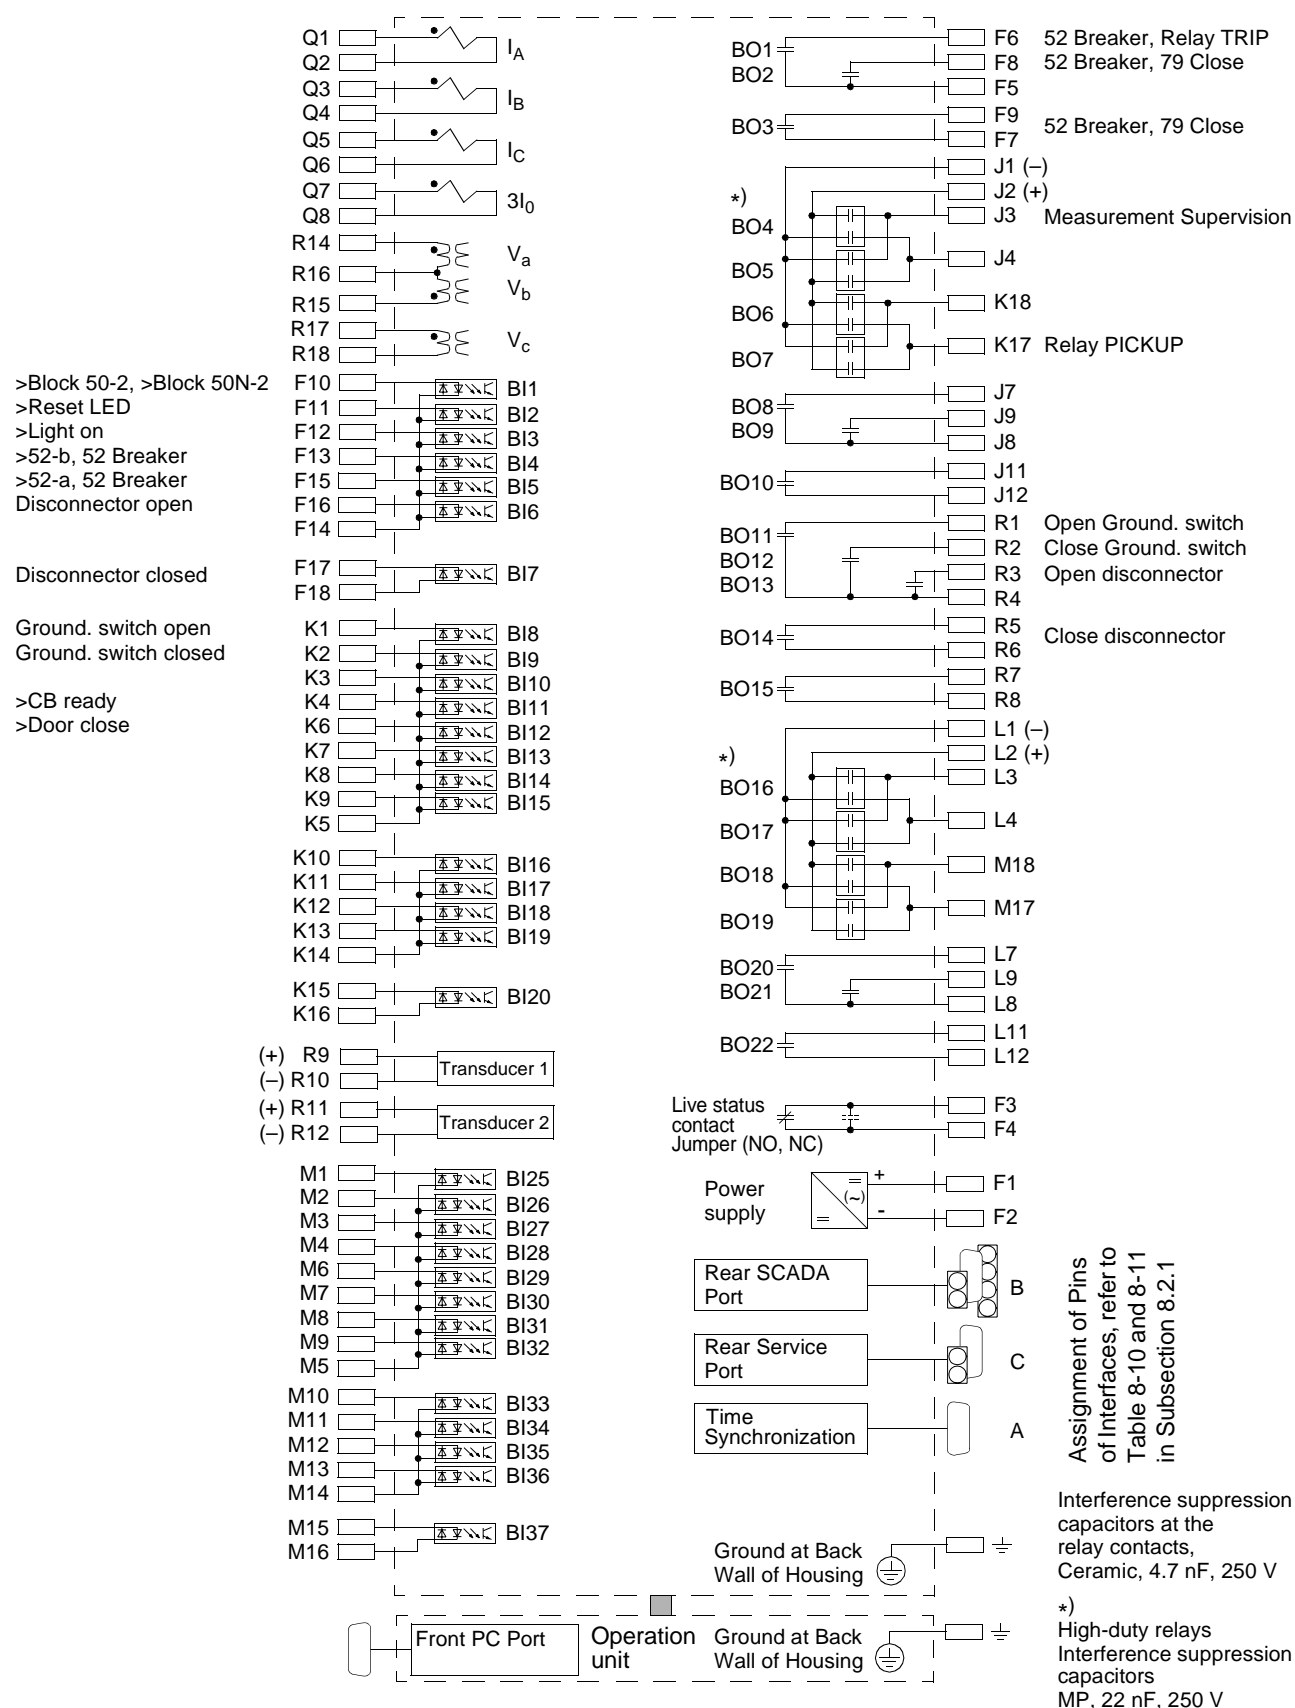 Q1
Q2
I_A
Q3
Q4
I_B
Q5
Q6
I_C
Q7
Q8
3I_0
R14
V_a
R16
V_b
R15
R17
V_c
R18
>Block 50-2, >Block 50N-2 F10 BI1
>Reset LED F11 BI2
>Light on F12 BI3
>52-b, 52 Breaker F13 BI4
>52-a, 52 Breaker F15 BI5
Disconnector open F16 BI6
F14
Disconnector closed F17 BI7
F18
Ground. switch open K1 BI8
Ground. switch closed K2 BI9
K3 BI10
>CB ready K4 BI11
>Door close K6 BI12
K7 BI13
K8 BI14
K9 BI15
K5
K10 BI16
K11 BI17
K12 BI18
K13 BI19
K14
K15 BI20
K16
(+) R9
Transducer 1
(–) R10
(+) R11
Transducer 2
(–) R12
M1 BI25
M2 BI26
M3 BI27
M4 BI28
M6 BI29
M7 BI30
M8 BI31
M9 BI32
M5
M10 BI33
M11 BI34
M12 BI35
M13 BI36
M14
M15 BI37
M16
BO1 F6 52 Breaker, Relay TRIP
BO2 F8 52 Breaker, 79 Close
F5
F9
BO3 52 Breaker, 79 Close
F7
J1 (–)
*) J2 (+)
BO4 J3 Measurement Supervision
BO5 J4
BO6 K18
BO7 K17 Relay PICKUP
J7
BO8 J9
BO9 J8
BO10 J11
J12
BO11 R1 Open Ground. switch
BO12 R2 Close Ground. switch
BO13 R3 Open disconnector
R4
R5
BO14 Close disconnector
R6
BO15 R7
R8
L1 (–)
*) L2 (+)
BO16 L3
BO17 L4
BO18 M18
BO19 M17
L7
BO20 L9
BO21 L8
BO22 L11
L12
Live status F3
contact F4
Jumper (NO, NC)
Power + F1
(~)
supply - F2
Rear SCADA
Port
B
Rear Service
Port
C
Time
Synchronization
A
Assignment of Pins
of Interfaces, refer to
Table 8-10 and 8-11
in Subsection 8.2.1
Ground at Back
Wall of Housing
Interference suppression
capacitors at the
relay contacts,
Ceramic, 4.7 nF, 250 V
Front PC Port
Operation
unit
Ground at Back
Wall of Housing
*)
High-duty relays
Interference suppression
capacitors
MP, 22 nF, 250 V